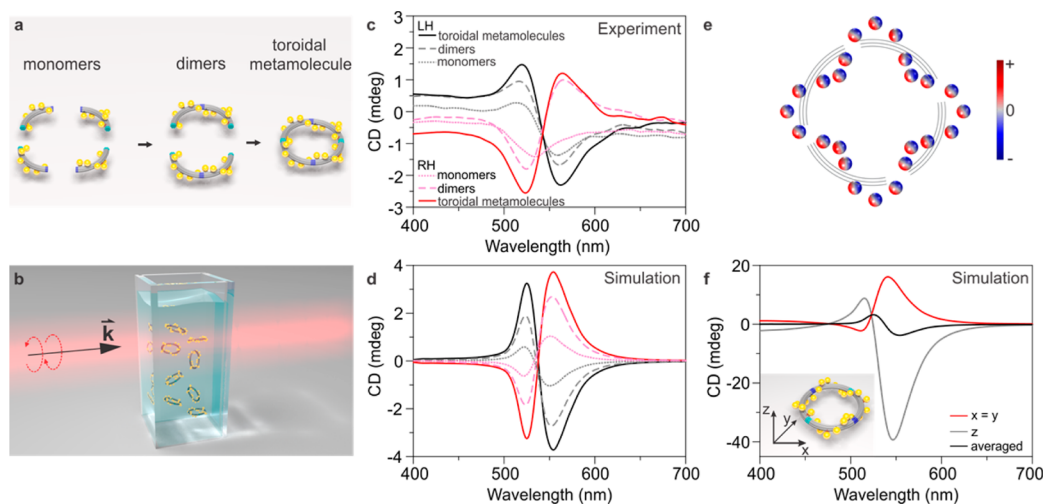 a
monomers
dimers
toroidal
metamolecule
b
k
c
LH
toroidal metamolecules
dimers
monomers
Experiment
RH
monomers
dimers
toroidal metamolecules
CD (mdeg)
3
2
1
0
-1
-2
-3
400 500 600 700
Wavelength (nm)
d
Simulation
CD (mdeg)
4
2
0
-2
-4
400 500 600 700
Wavelength (nm)
e
+
0
-
f
Simulation
CD (mdeg)
20
0
-20
-40
z
y
x
x = y
z
averaged
400 500 600 700
Wavelength (nm)